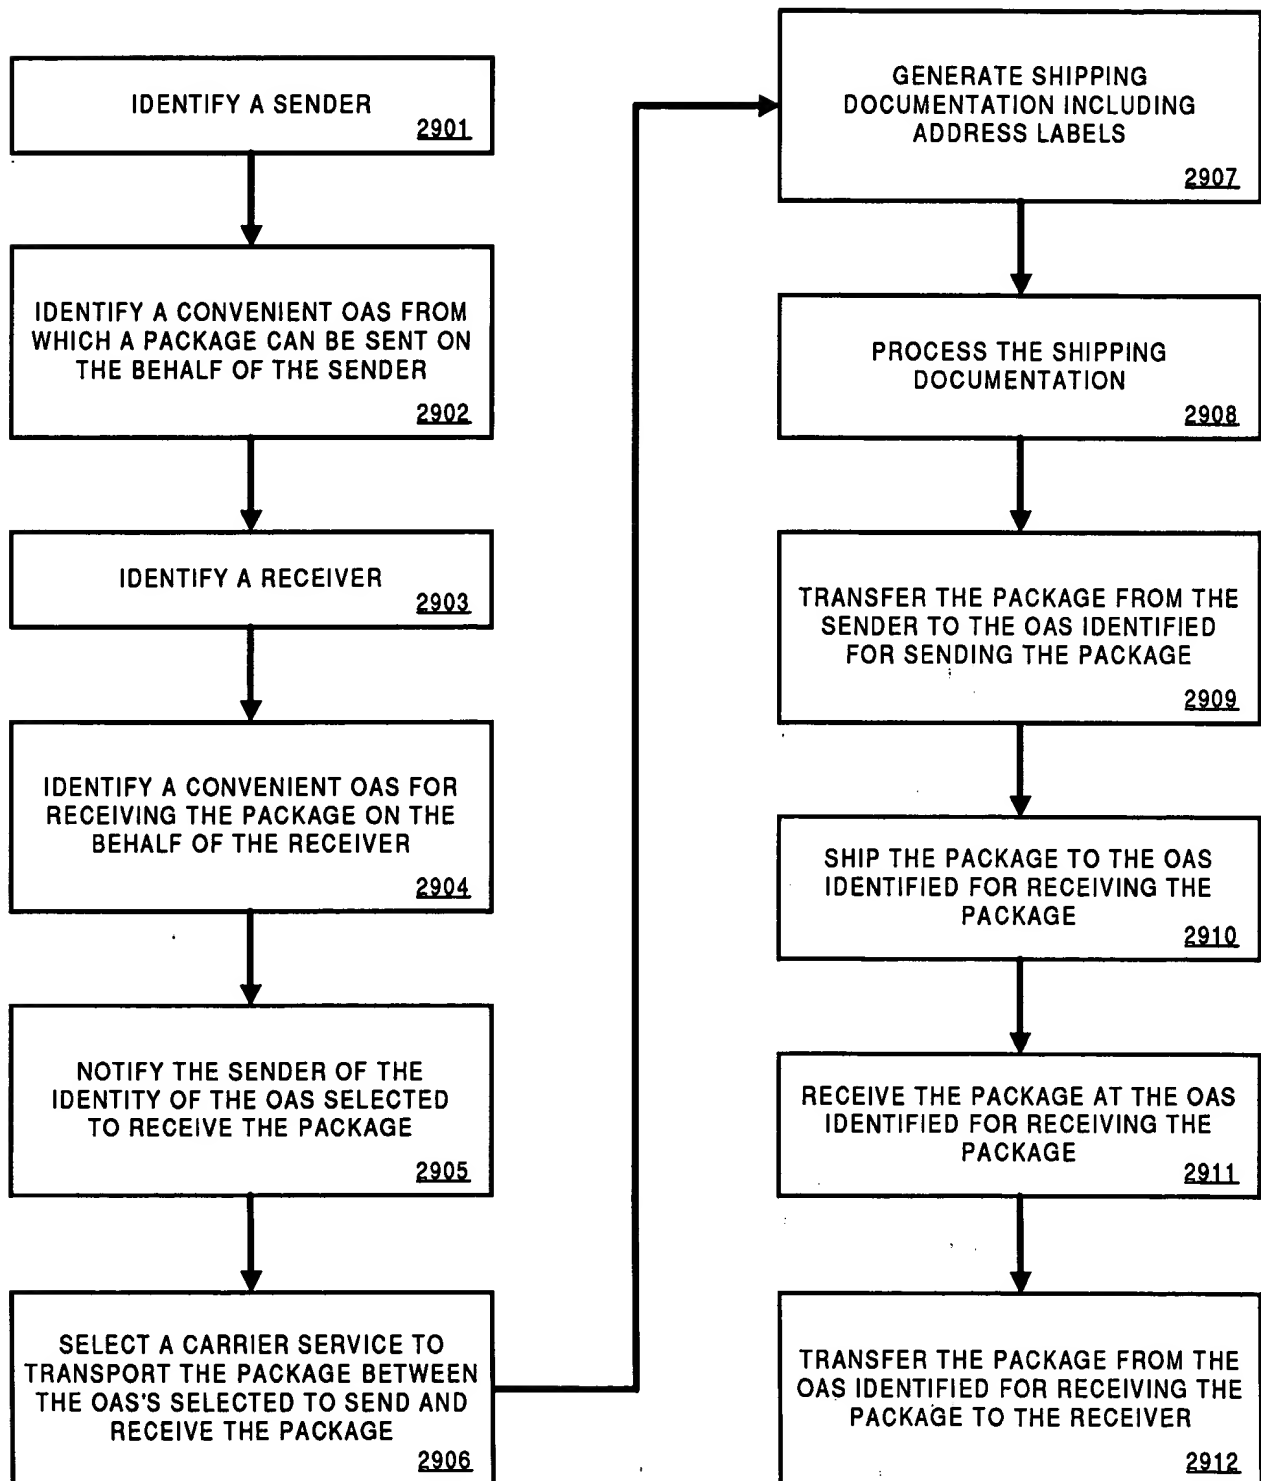 IDENTIFY A SENDER
2901
IDENTIFY A CONVENIENT OAS FROM
WHICH A PACKAGE CAN BE SENT ON
THE BEHALF OF THE SENDER
2902
IDENTIFY A RECEIVER
2903
IDENTIFY A CONVENIENT OAS FOR
RECEIVING THE PACKAGE ON THE
BEHALF OF THE RECEIVER
2904
NOTIFY THE SENDER OF THE
IDENTITY OF THE OAS SELECTED
TO RECEIVE THE PACKAGE
2905
SELECT A CARRIER SERVICE TO
TRANSPORT THE PACKAGE BETWEEN
THE OAS'S SELECTED TO SEND AND
RECEIVE THE PACKAGE
2906
GENERATE SHIPPING
DOCUMENTATION INCLUDING
ADDRESS LABELS
2907
PROCESS THE SHIPPING
DOCUMENTATION
2908
TRANSFER THE PACKAGE FROM THE
SENDER TO THE OAS IDENTIFIED
FOR SENDING THE PACKAGE
2909
SHIP THE PACKAGE TO THE OAS
IDENTIFIED FOR RECEIVING THE
PACKAGE
2910
RECEIVE THE PACKAGE AT THE OAS
IDENTIFIED FOR RECEIVING THE
PACKAGE
2911
TRANSFER THE PACKAGE FROM THE
OAS IDENTIFIED FOR RECEIVING THE
PACKAGE TO THE RECEIVER
2912